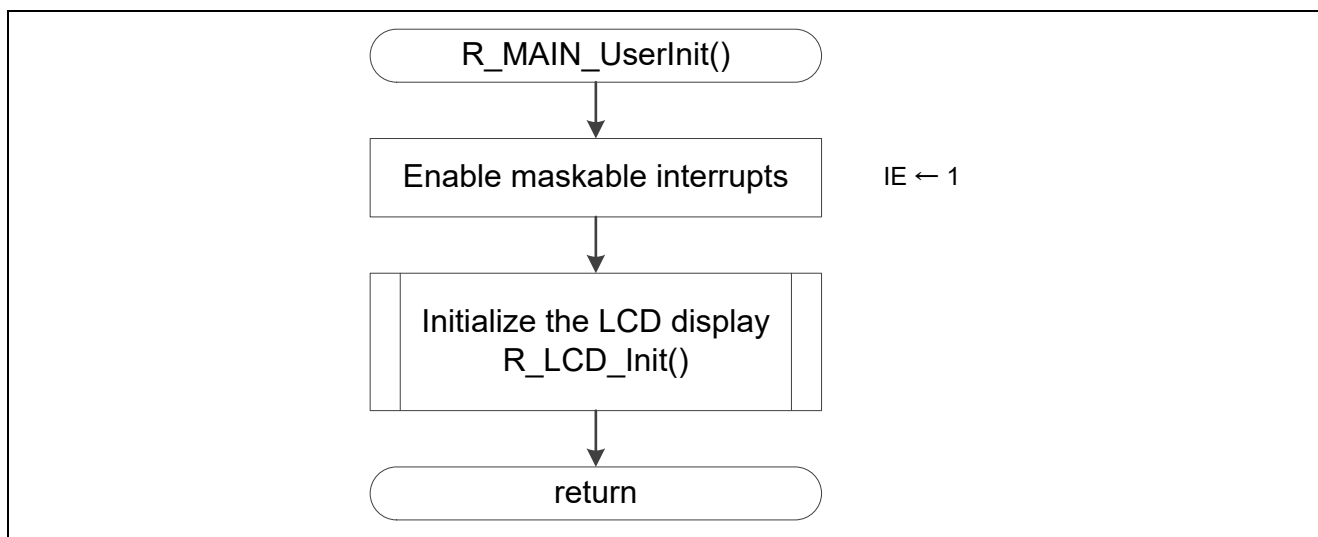 R_MAIN_UserInit()
Enable maskable interrupts
IE ← 1
Initialize the LCD display
R_LCD_Init()
return